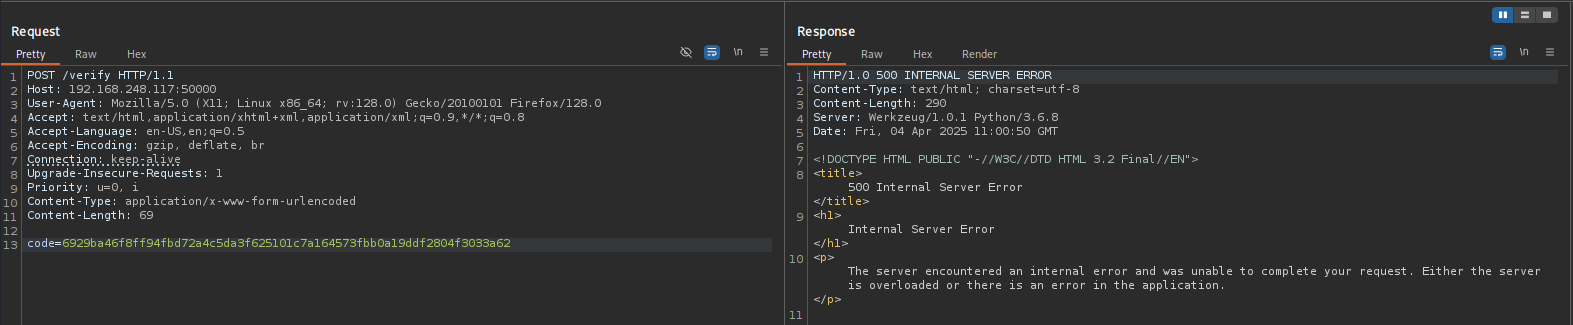 Request
Pretty Raw Hex \n
1 POST /verify HTTP/1.1
2 Host: 192.168.248.117:50000
3 User-Agent: Mozilla/5.0 (X11; Linux x86_64; rv:128.0) Gecko/20100101 Firefox/128.0
4 Accept: text/html,application/xhtml+xml,application/xml;q=0.9,*/*;q=0.8
5 Accept-Language: en-US,en;q=0.5
6 Accept-Encoding: gzip, deflate, br
7 Connection: keep-alive
8 Upgrade-Insecure-Requests: 1
9 Priority: u=0, i
10 Content-Type: application/x-www-form-urlencoded
11 Content-Length: 69
12
13 code=6929ba46f8ff94fbd72a4c5da3f625101c7a164573fbb0a19ddf2804f3033a62
Response
Pretty Raw Hex Render \n
1 HTTP/1.0 500 INTERNAL SERVER ERROR
2 Content-Type: text/html; charset=utf-8
3 Content-Length: 290
4 Server: Werkzeug/1.0.1 Python/3.6.8
5 Date: Fri, 04 Apr 2025 11:00:50 GMT
6
7 <!DOCTYPE HTML PUBLIC "-//W3C//DTD HTML 3.2 Final//EN">
8 <title>
500 Internal Server Error
</title>
9 <h1>
Internal Server Error
</h1>
10 <p>
The server encountered an internal error and was unable to complete your request. Either the server
is overloaded or there is an error in the application.
</p>
11